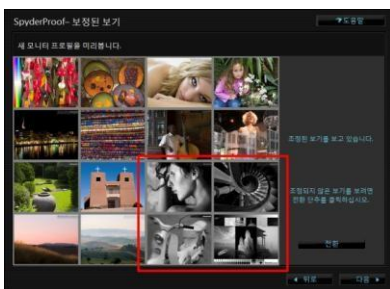 SpyderProof– 보정된 보기
?도움말
새 모니터 프로필을 미리봅니다.
조정된 보기를 보고 있습니다.
조정되지 않은 보기를 보려면
전환 단추를 클릭하십시오.
전환
뒤로
다음